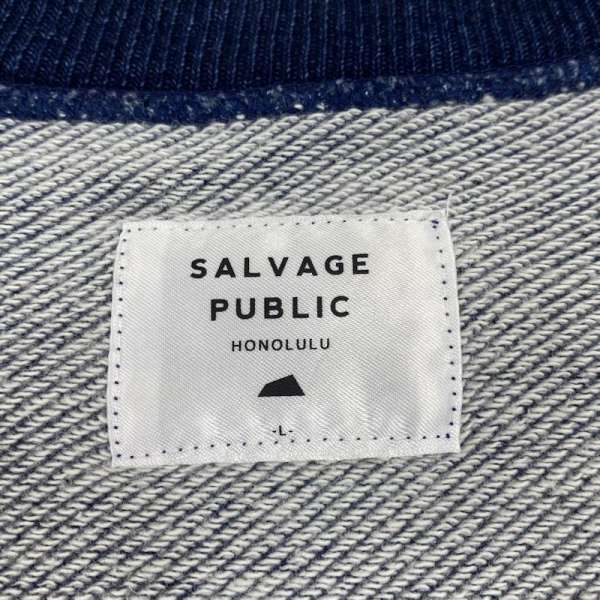 SALVAGE
PUBLIC
HONOLULU
-L-